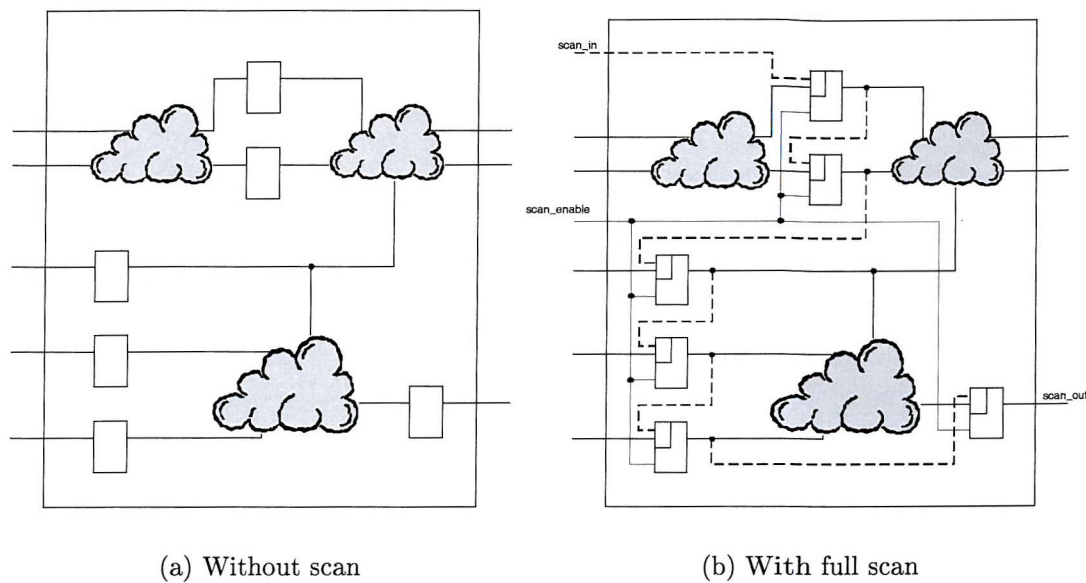 scan_in
scan_enable
scan_out
(a) Without scan
(b) With full scan